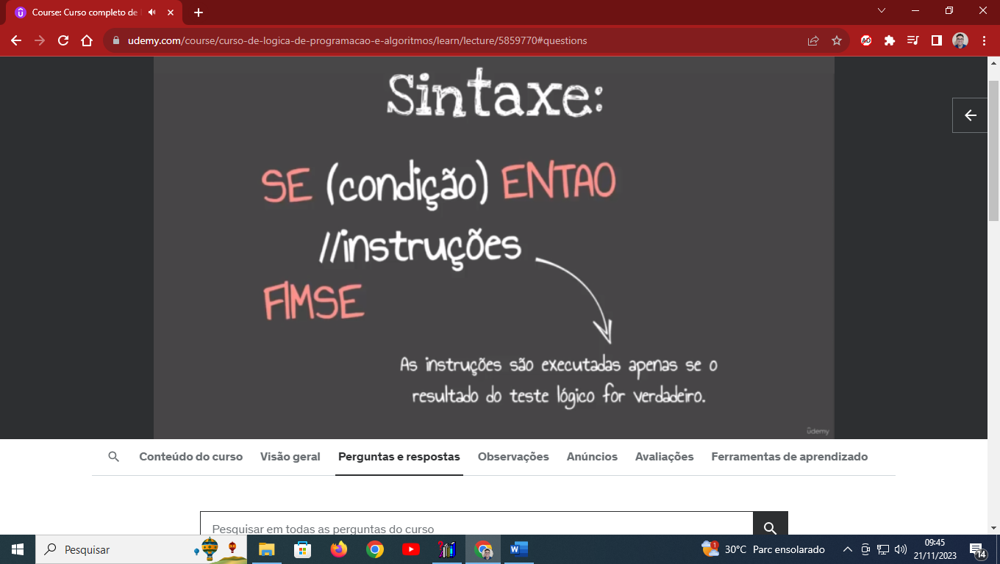 Course: Curso completo de
udemy.com/course/curso-de-logica-de-programacao-e-algoritmos/learn/lecture/5859770#questions
Sintaxe:
SE (condição) ENTAO
//instruções
FIMSE
As instruções são executadas apenas se o
resultado do teste lógico for verdadeiro.
ûdemy
Conteúdo do curso Visão geral Perguntas e respostas Observações Anúncios Avaliações Ferramentas de aprendizado
Pesquisar em todas as perguntas do curso
Pesquisar
30°C Parc ensolarado
09:45
21/11/2023
1
14